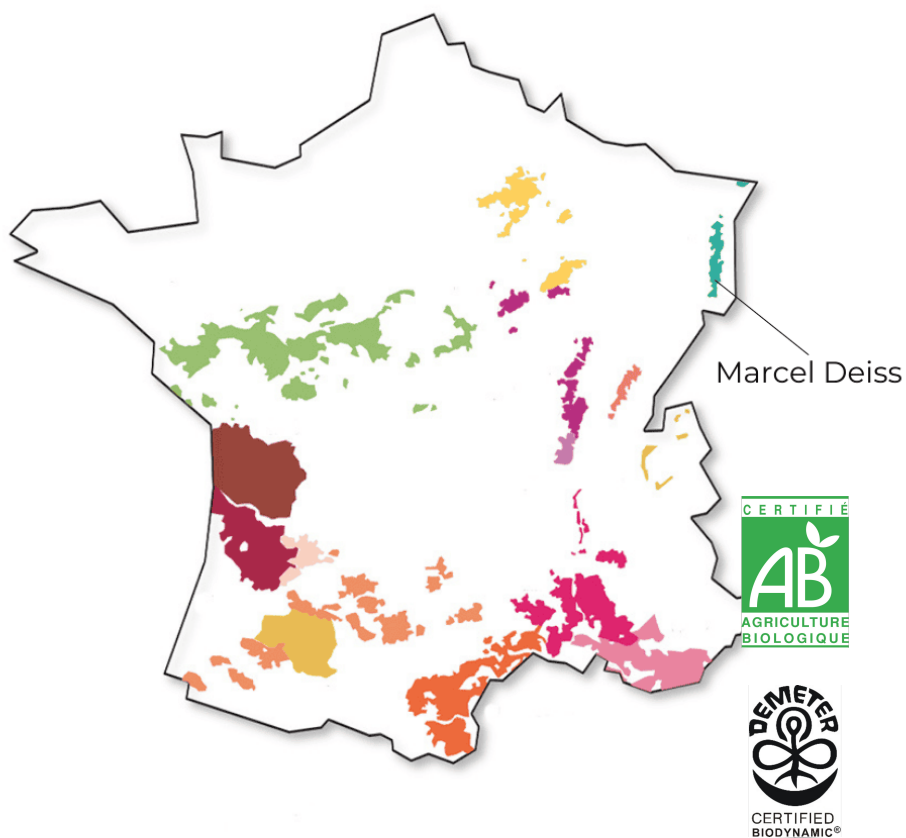 Marcel Deiss
CERTIFIÉ
AB
AGRICULTURE
BIOLOGIQUE
DEMETER
CERTIFIED
BIODYNAMIC®